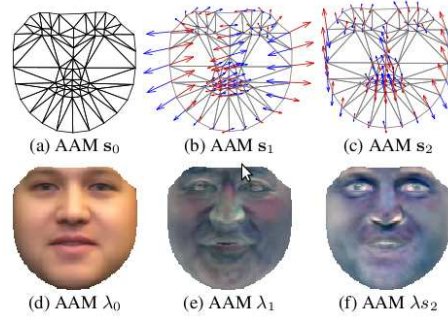 (a) AAM s₀
(b) AAM s₁
(c) AAM s₂
(d) AAM λ₀
(e) AAM λ₁
(f) AAM λs₂